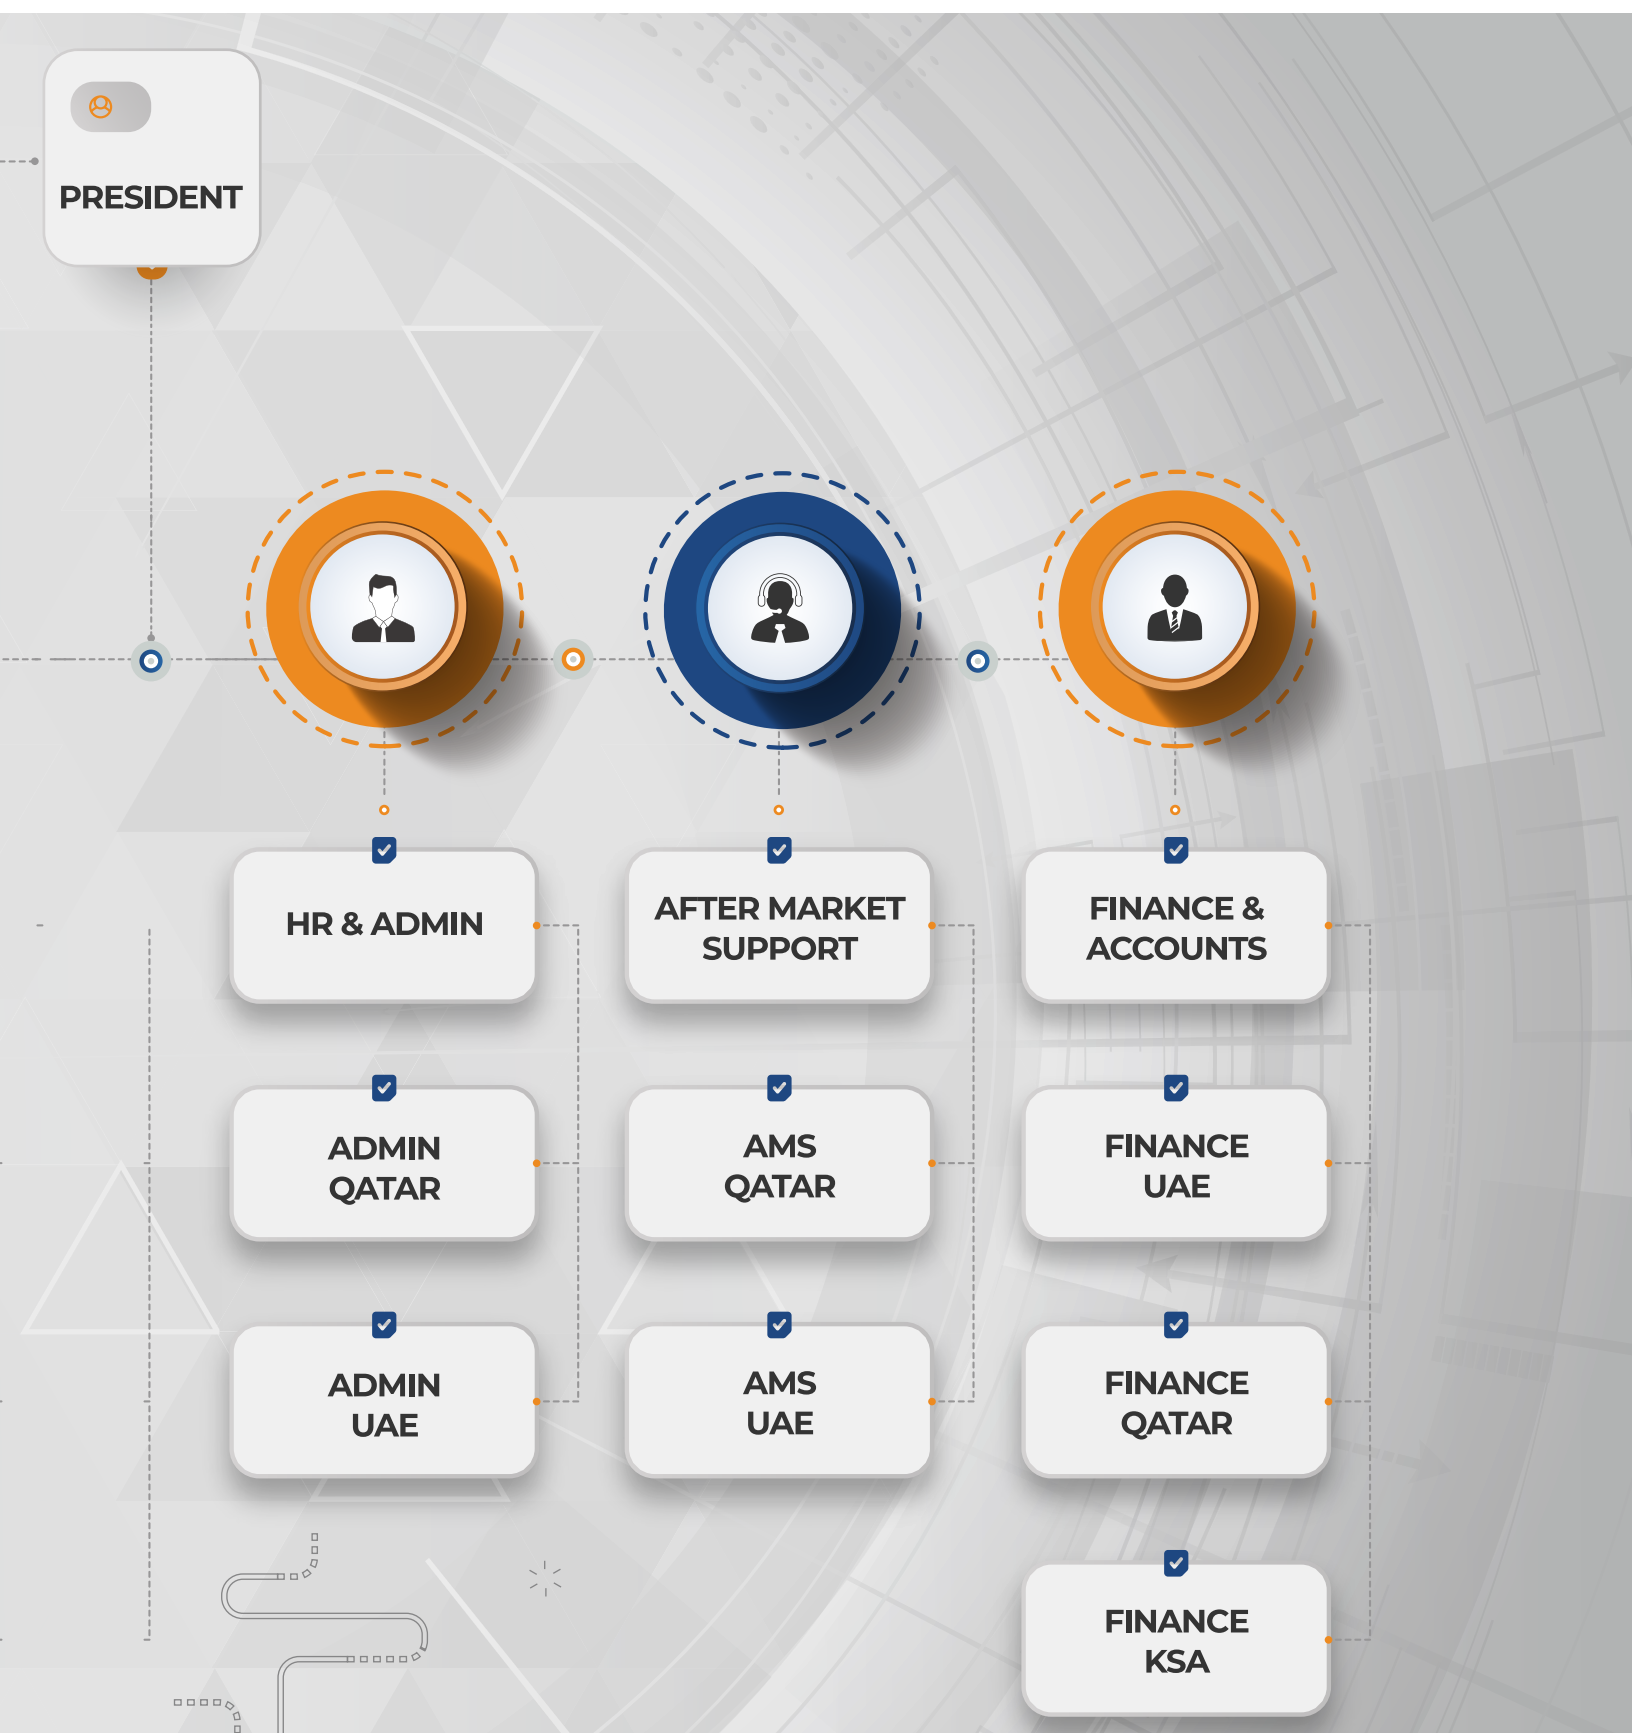 PRESIDENT
HR & ADMIN
AFTER MARKET
SUPPORT
FINANCE &
ACCOUNTS
ADMIN
QATAR
AMS
QATAR
FINANCE
UAE
ADMIN
UAE
AMS
UAE
FINANCE
QATAR
FINANCE
KSA